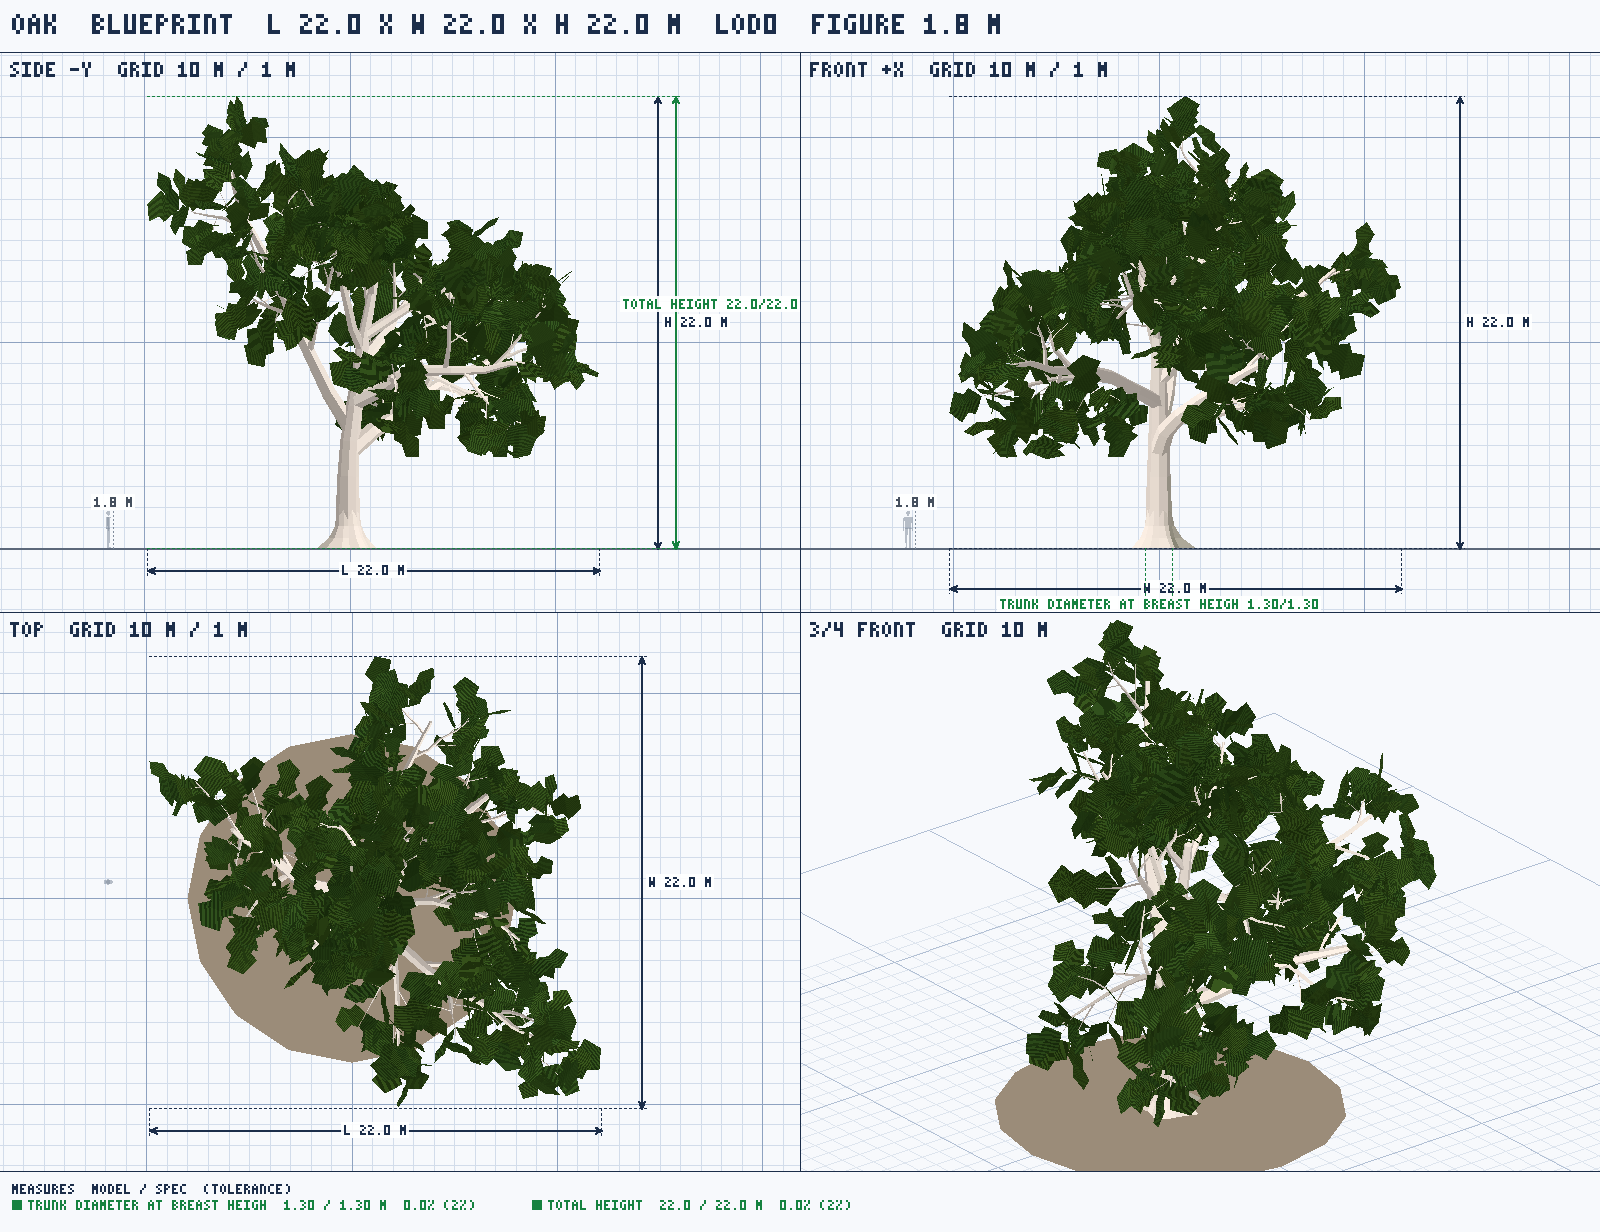 OAK BLUEPRINT L 22.0 X W 22.0 X H 22.0 M LOD0 FIGURE 1.8 M
SIDE -Y GRID 10 M / 1 M
FRONT +X GRID 10 M / 1 M
TOTAL HEIGHT 22.0/22.0
H 22.0 M
H 22.0 M
1.8 M
1.8 M
L 22.0 M
W 22.0 M
TRUNK DIAMETER AT BREAST HEIGH 1.30/1.30
TOP GRID 10 M / 1 M
3/4 FRONT GRID 10 M
W 22.0 M
L 22.0 M
MEASURES MODEL / SPEC (TOLERANCE)
TRUNK DIAMETER AT BREAST HEIGH 1.30 / 1.30 M 0.0% (2%)
TOTAL HEIGHT 22.0 / 22.0 M 0.0% (2%)